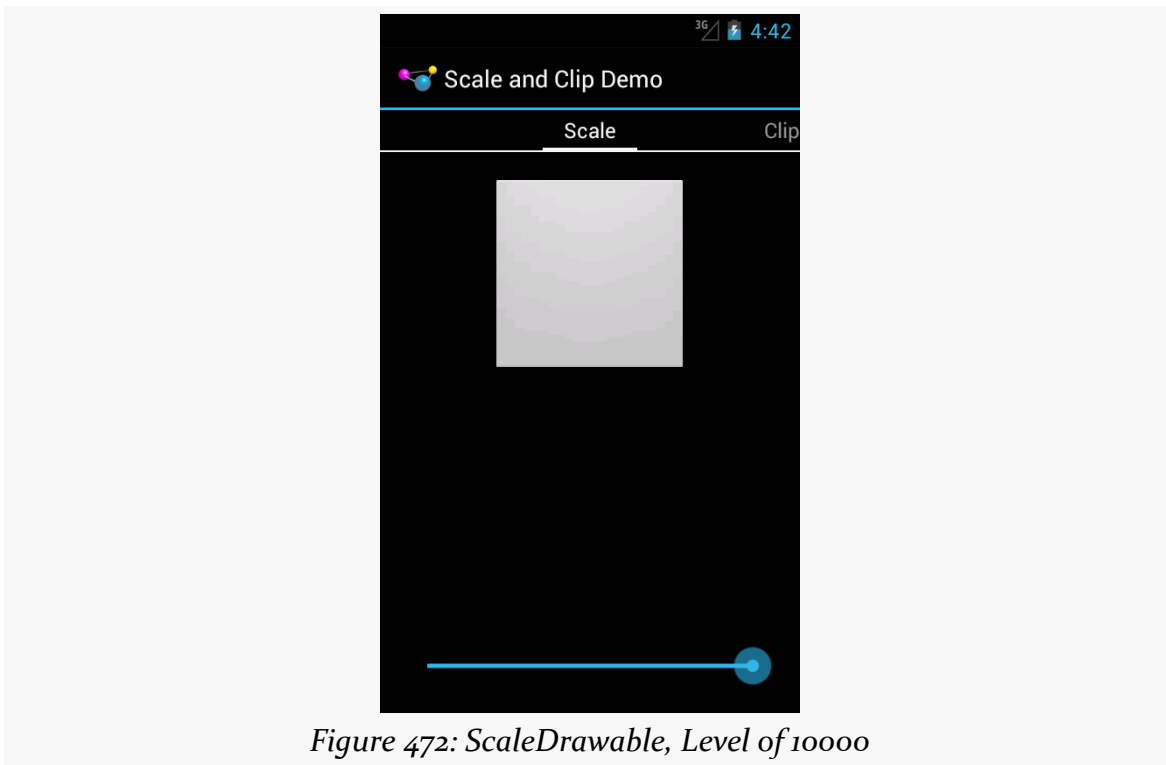 3G 4:42
Scale and Clip Demo
Scale Clip
Figure 472: ScaleDrawable, Level of 10000